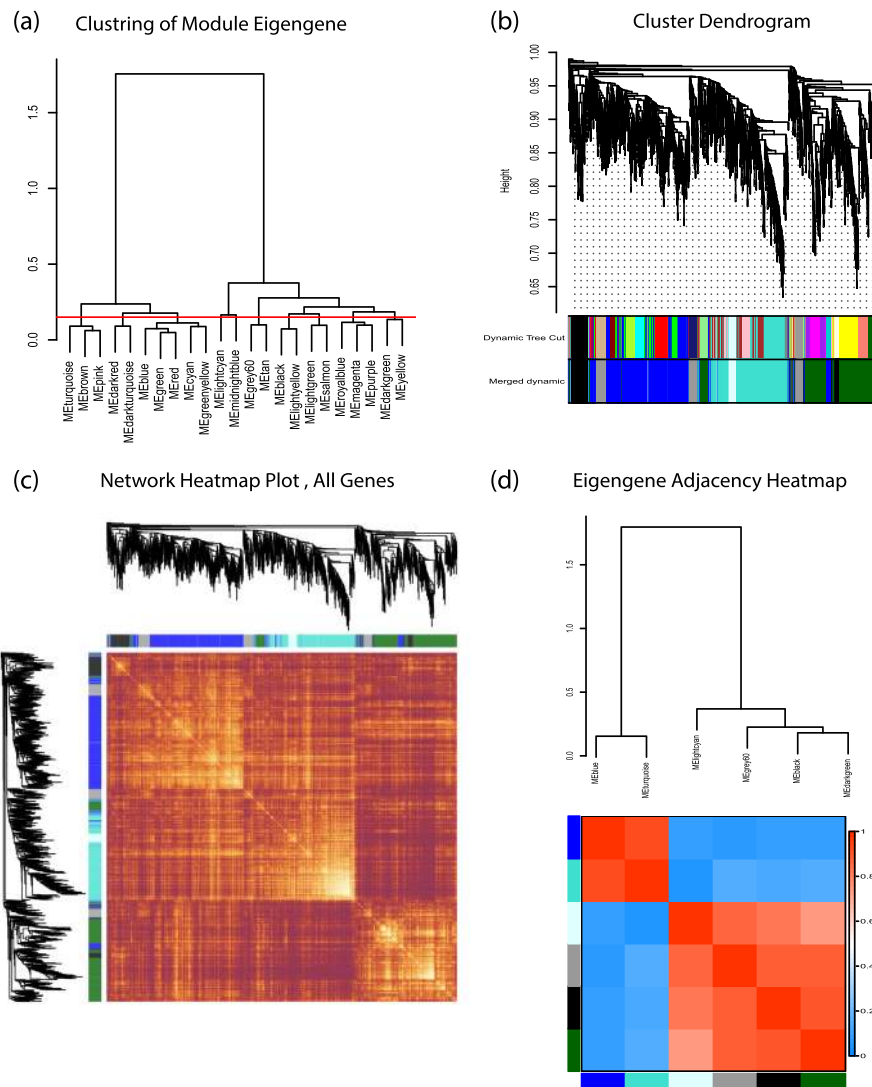 (a) Clustring of Module Eigengene
1.5
1.0
0.5
0.0
MEturquoise
MEbrown
MEpink
MEdarkred
MEdarkturquoise
MEblue
MEgreen
MEred
MEcyan
MEgreenyellow
MElightcyan
MEmidnightblue
MEgrey60
MEtan
MEblack
MElightyellow
MElightgreen
MEsalmon
MEroyalblue
MEmagenta
MEpurple
MEdarkgreen
MEyellow
(b) Cluster Dendrogram
Height
1.00
0.95
0.90
0.85
0.80
0.75
0.70
0.65
Dynamic Tree Cut
Merged dynamic
(c) Network Heatmap Plot , All Genes
(d) Eigengene Adjacency Heatmap
1.5
1.0
0.5
0.0
MEblue
MEturquoise
MElightcyan
MEgrey60
MEblack
MEdarkgreen
1
0.8
0.6
0.4
0.2
0